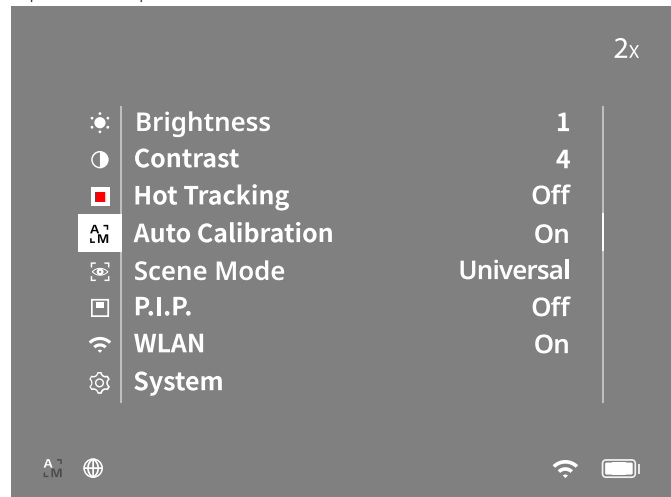 2x
Brightness 1
Contrast 4
Hot Tracking Off
A M Auto Calibration On
Scene Mode Universal
P.I.P. Off
WLAN On
System
A M